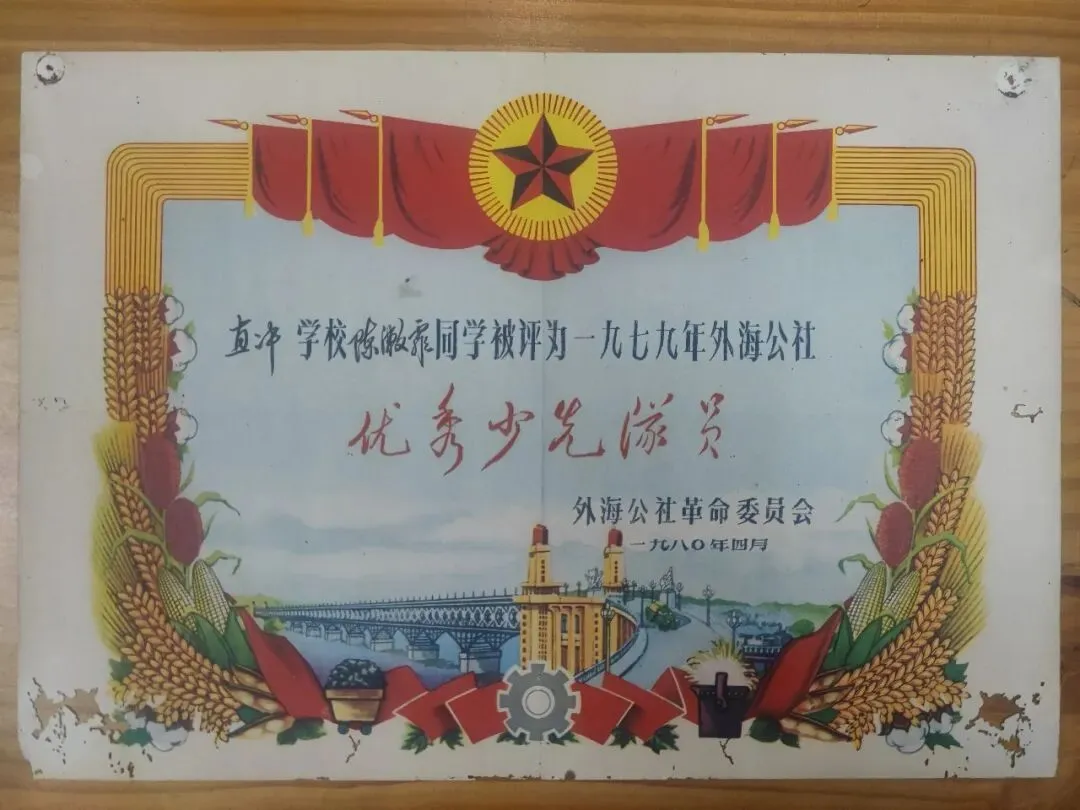 直冲 学校陈淑霏同学被评为一九七九年外海公社
优秀少先队员
外海公社革命委员会
一九八〇年四月